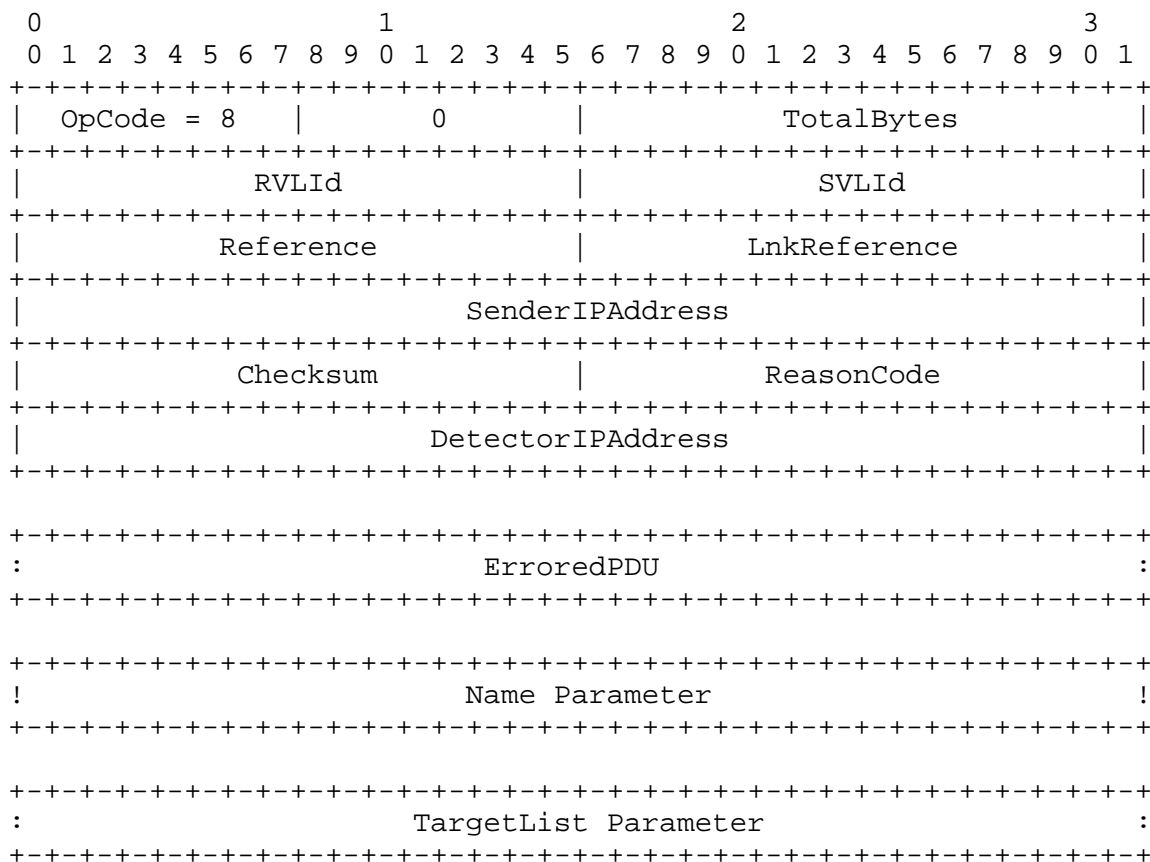 0                   1                   2                   3
 0 1 2 3 4 5 6 7 8 9 0 1 2 3 4 5 6 7 8 9 0 1 2 3 4 5 6 7 8 9 0 1
+-+-+-+-+-+-+-+-+-+-+-+-+-+-+-+-+-+-+-+-+-+-+-+-+-+-+-+-+-+-+-+-+
|  OpCode = 8   |       0       |           TotalBytes          |
+-+-+-+-+-+-+-+-+-+-+-+-+-+-+-+-+-+-+-+-+-+-+-+-+-+-+-+-+-+-+-+-+
|             RVLId             |             SVLId             |
+-+-+-+-+-+-+-+-+-+-+-+-+-+-+-+-+-+-+-+-+-+-+-+-+-+-+-+-+-+-+-+-+
|           Reference           |         LnkReference          |
+-+-+-+-+-+-+-+-+-+-+-+-+-+-+-+-+-+-+-+-+-+-+-+-+-+-+-+-+-+-+-+-+
|                         SenderIPAddress                       |
+-+-+-+-+-+-+-+-+-+-+-+-+-+-+-+-+-+-+-+-+-+-+-+-+-+-+-+-+-+-+-+-+
|            Checksum           |          ReasonCode           |
+-+-+-+-+-+-+-+-+-+-+-+-+-+-+-+-+-+-+-+-+-+-+-+-+-+-+-+-+-+-+-+-+
|                       DetectorIPAddress                       |
+-+-+-+-+-+-+-+-+-+-+-+-+-+-+-+-+-+-+-+-+-+-+-+-+-+-+-+-+-+-+-+-+

+-+-+-+-+-+-+-+-+-+-+-+-+-+-+-+-+-+-+-+-+-+-+-+-+-+-+-+-+-+-+-+-+
:                          ErroredPDU                           :
+-+-+-+-+-+-+-+-+-+-+-+-+-+-+-+-+-+-+-+-+-+-+-+-+-+-+-+-+-+-+-+-+

+-+-+-+-+-+-+-+-+-+-+-+-+-+-+-+-+-+-+-+-+-+-+-+-+-+-+-+-+-+-+-+-+
!                         Name Parameter                        !
+-+-+-+-+-+-+-+-+-+-+-+-+-+-+-+-+-+-+-+-+-+-+-+-+-+-+-+-+-+-+-+-+

+-+-+-+-+-+-+-+-+-+-+-+-+-+-+-+-+-+-+-+-+-+-+-+-+-+-+-+-+-+-+-+-+
:                      TargetList Parameter                     :
+-+-+-+-+-+-+-+-+-+-+-+-+-+-+-+-+-+-+-+-+-+-+-+-+-+-+-+-+-+-+-+-+